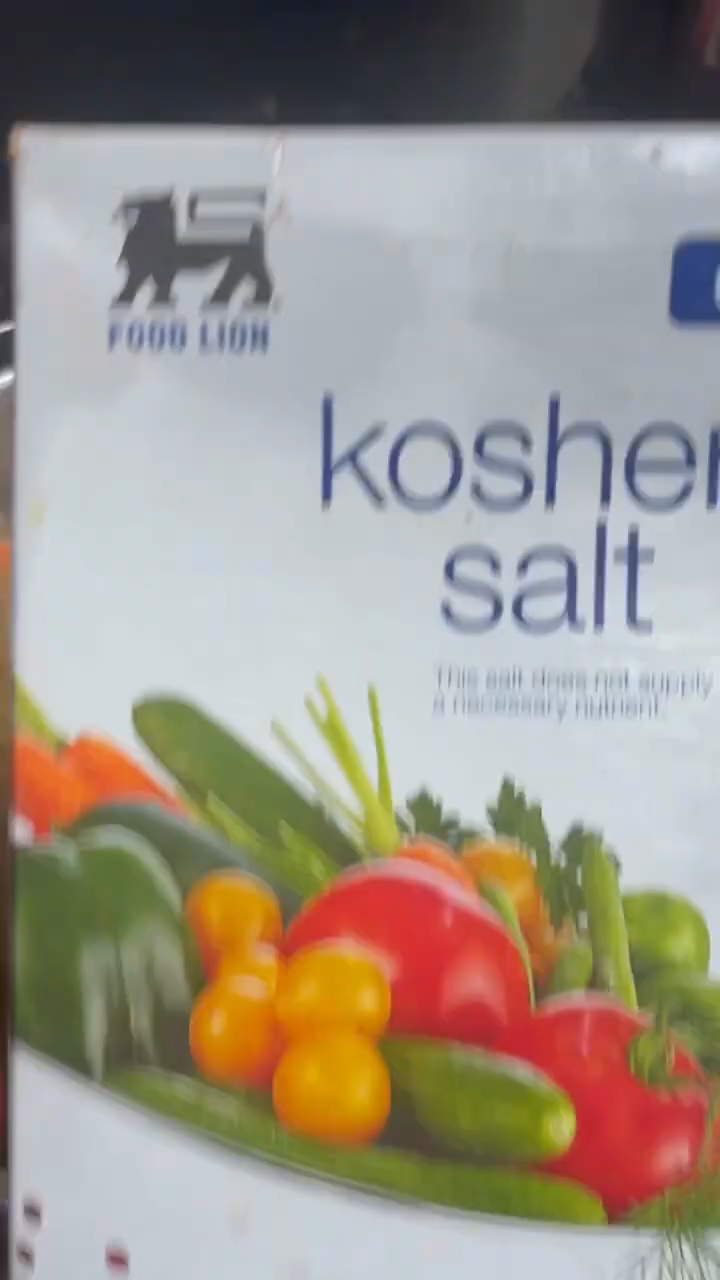 FOOD LION
kosher
salt
This salt does not supply
a necessary nutrient.